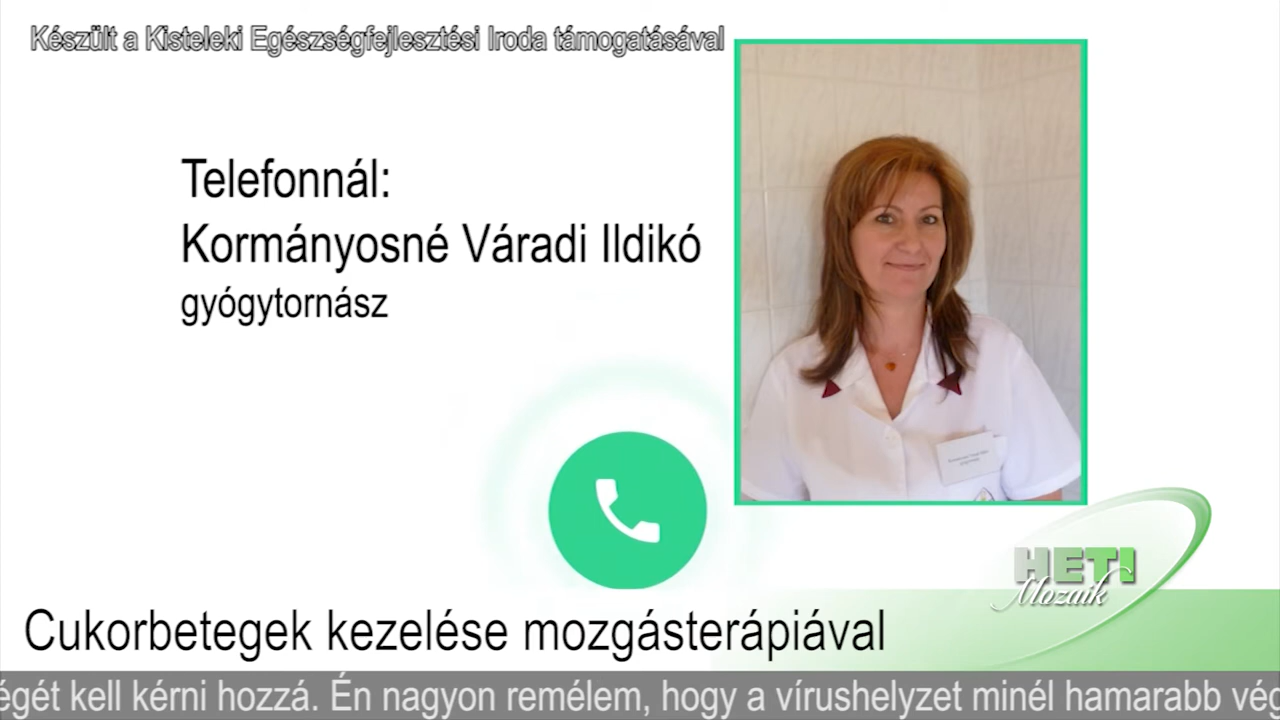 Készült a Kisteleki Egészségfejlesztési Iroda támogatásával
Telefonnál:
Kormányosné Váradi Ildikó
gyógytornász
HETI
Mozaik
Cukorbetegek kezelése mozgásterápiával
égét kell kérni hozzá. Én nagyon remélem, hogy a vírushelyzet minél hamarabb vég